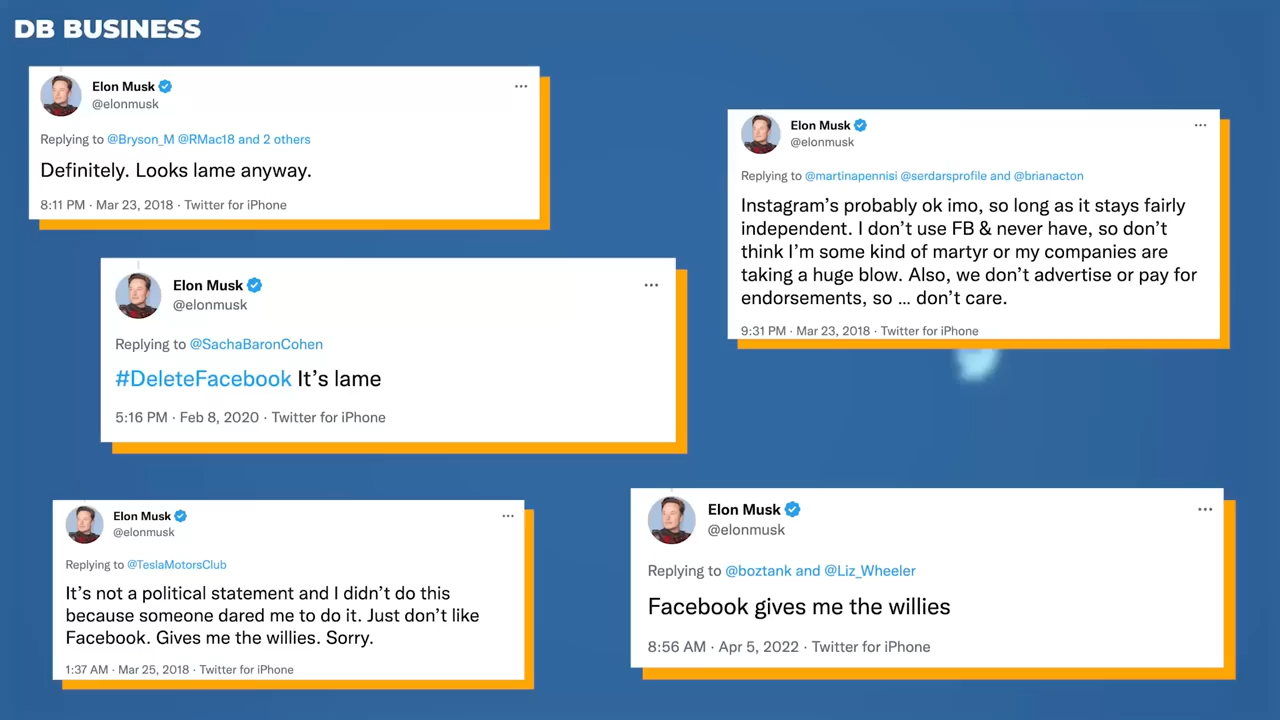 DB BUSINESS
Elon Musk
@elonmusk
Replying to @Bryson_M @RMac18 and 2 others
Definitely. Looks lame anyway.
8:11 PM · Mar 23, 2018 · Twitter for iPhone
Elon Musk
@elonmusk
Replying to @martinapennisi @serdarsprofile and @brianacton
Instagram's probably ok imo, so long as it stays fairly
independent. I don't use FB & never have, so don't
think I'm some kind of martyr or my companies are
taking a huge blow. Also, we don't advertise or pay for
endorsements, so ... don't care.
9:31 PM · Mar 23, 2018 · Twitter for iPhone
Elon Musk
@elonmusk
Replying to @SachaBaronCohen
#DeleteFacebook It's lame
5:16 PM · Feb 8, 2020 · Twitter for iPhone
Elon Musk
@elonmusk
Replying to @TeslaMotorsClub
It's not a political statement and I didn't do this
because someone dared me to do it. Just don't like
Facebook. Gives me the willies. Sorry.
1:37 AM · Mar 25, 2018 · Twitter for iPhone
Elon Musk
@elonmusk
Replying to @boztank and @Liz_Wheeler
Facebook gives me the willies
8:56 AM · Apr 5, 2022 · Twitter for iPhone